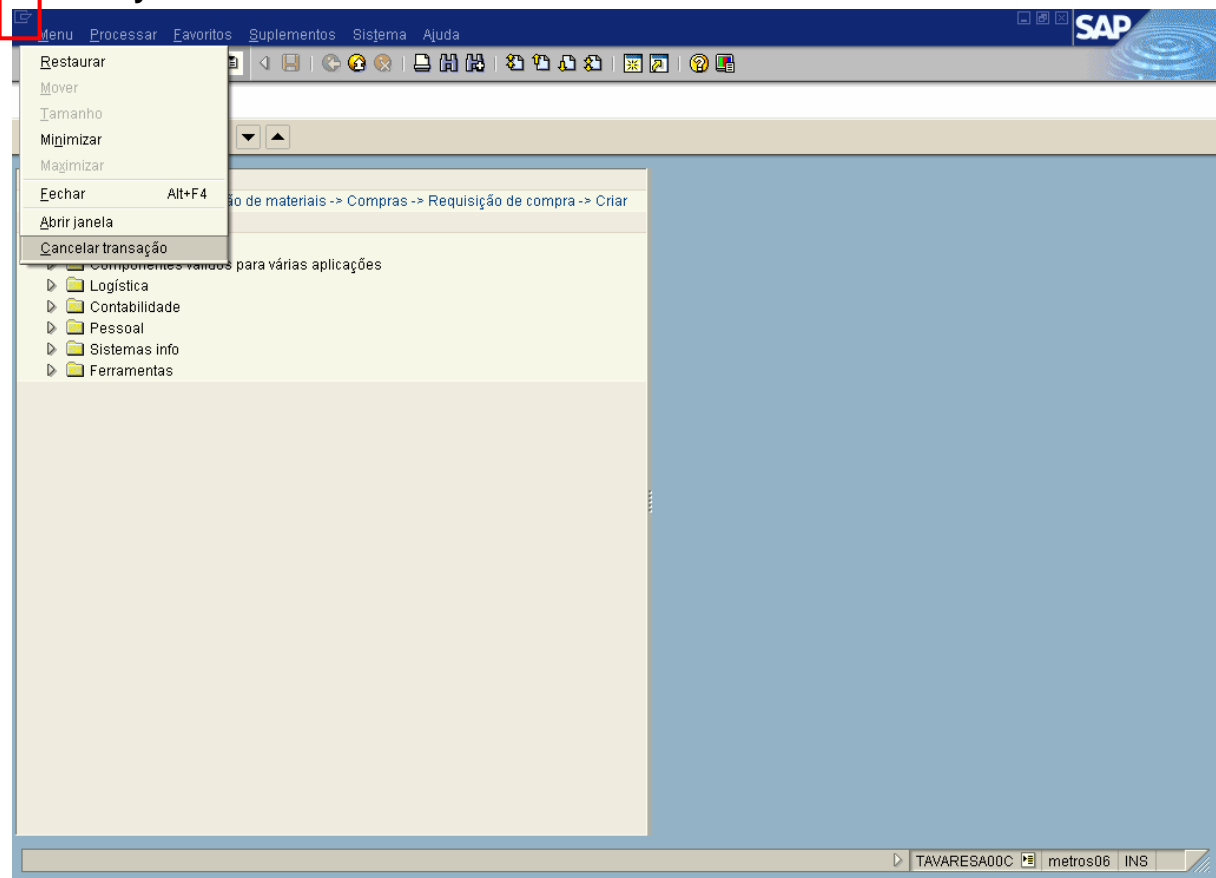 Menu Processar Favoritos Suplementos Sistema Ajuda
SAP
Restaurar
Mover
Tamanho
Minimizar
Maximizar
Fechar Alt+F4
ão de materiais -> Compras -> Requisição de compra -> Criar
Abrir janela
Cancelar transação
Componentes válidos para várias aplicações
Logística
Contabilidade
Pessoal
Sistemas info
Ferramentas
TAVARESA00C metros06 INS